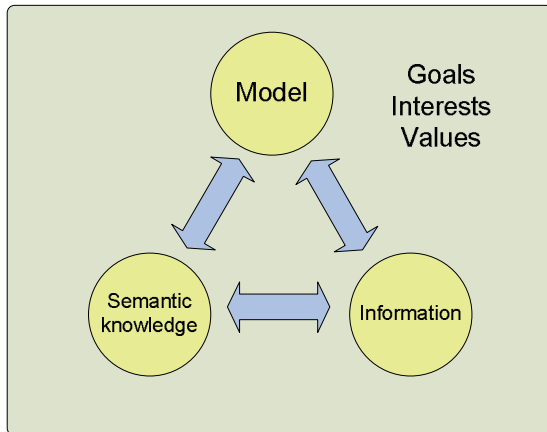 Model
Goals
Interests
Values
Semantic
knowledge
Information